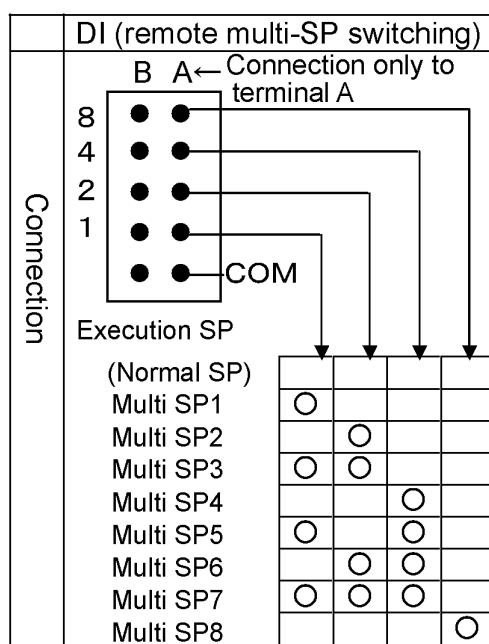 DI (remote multi-SP switching)
B A← Connection only to
terminal A
8
4
2
1
COM
Connection
Execution SP
(Normal SP)
Multi SP1
Multi SP2
Multi SP3
Multi SP4
Multi SP5
Multi SP6
Multi SP7
Multi SP8